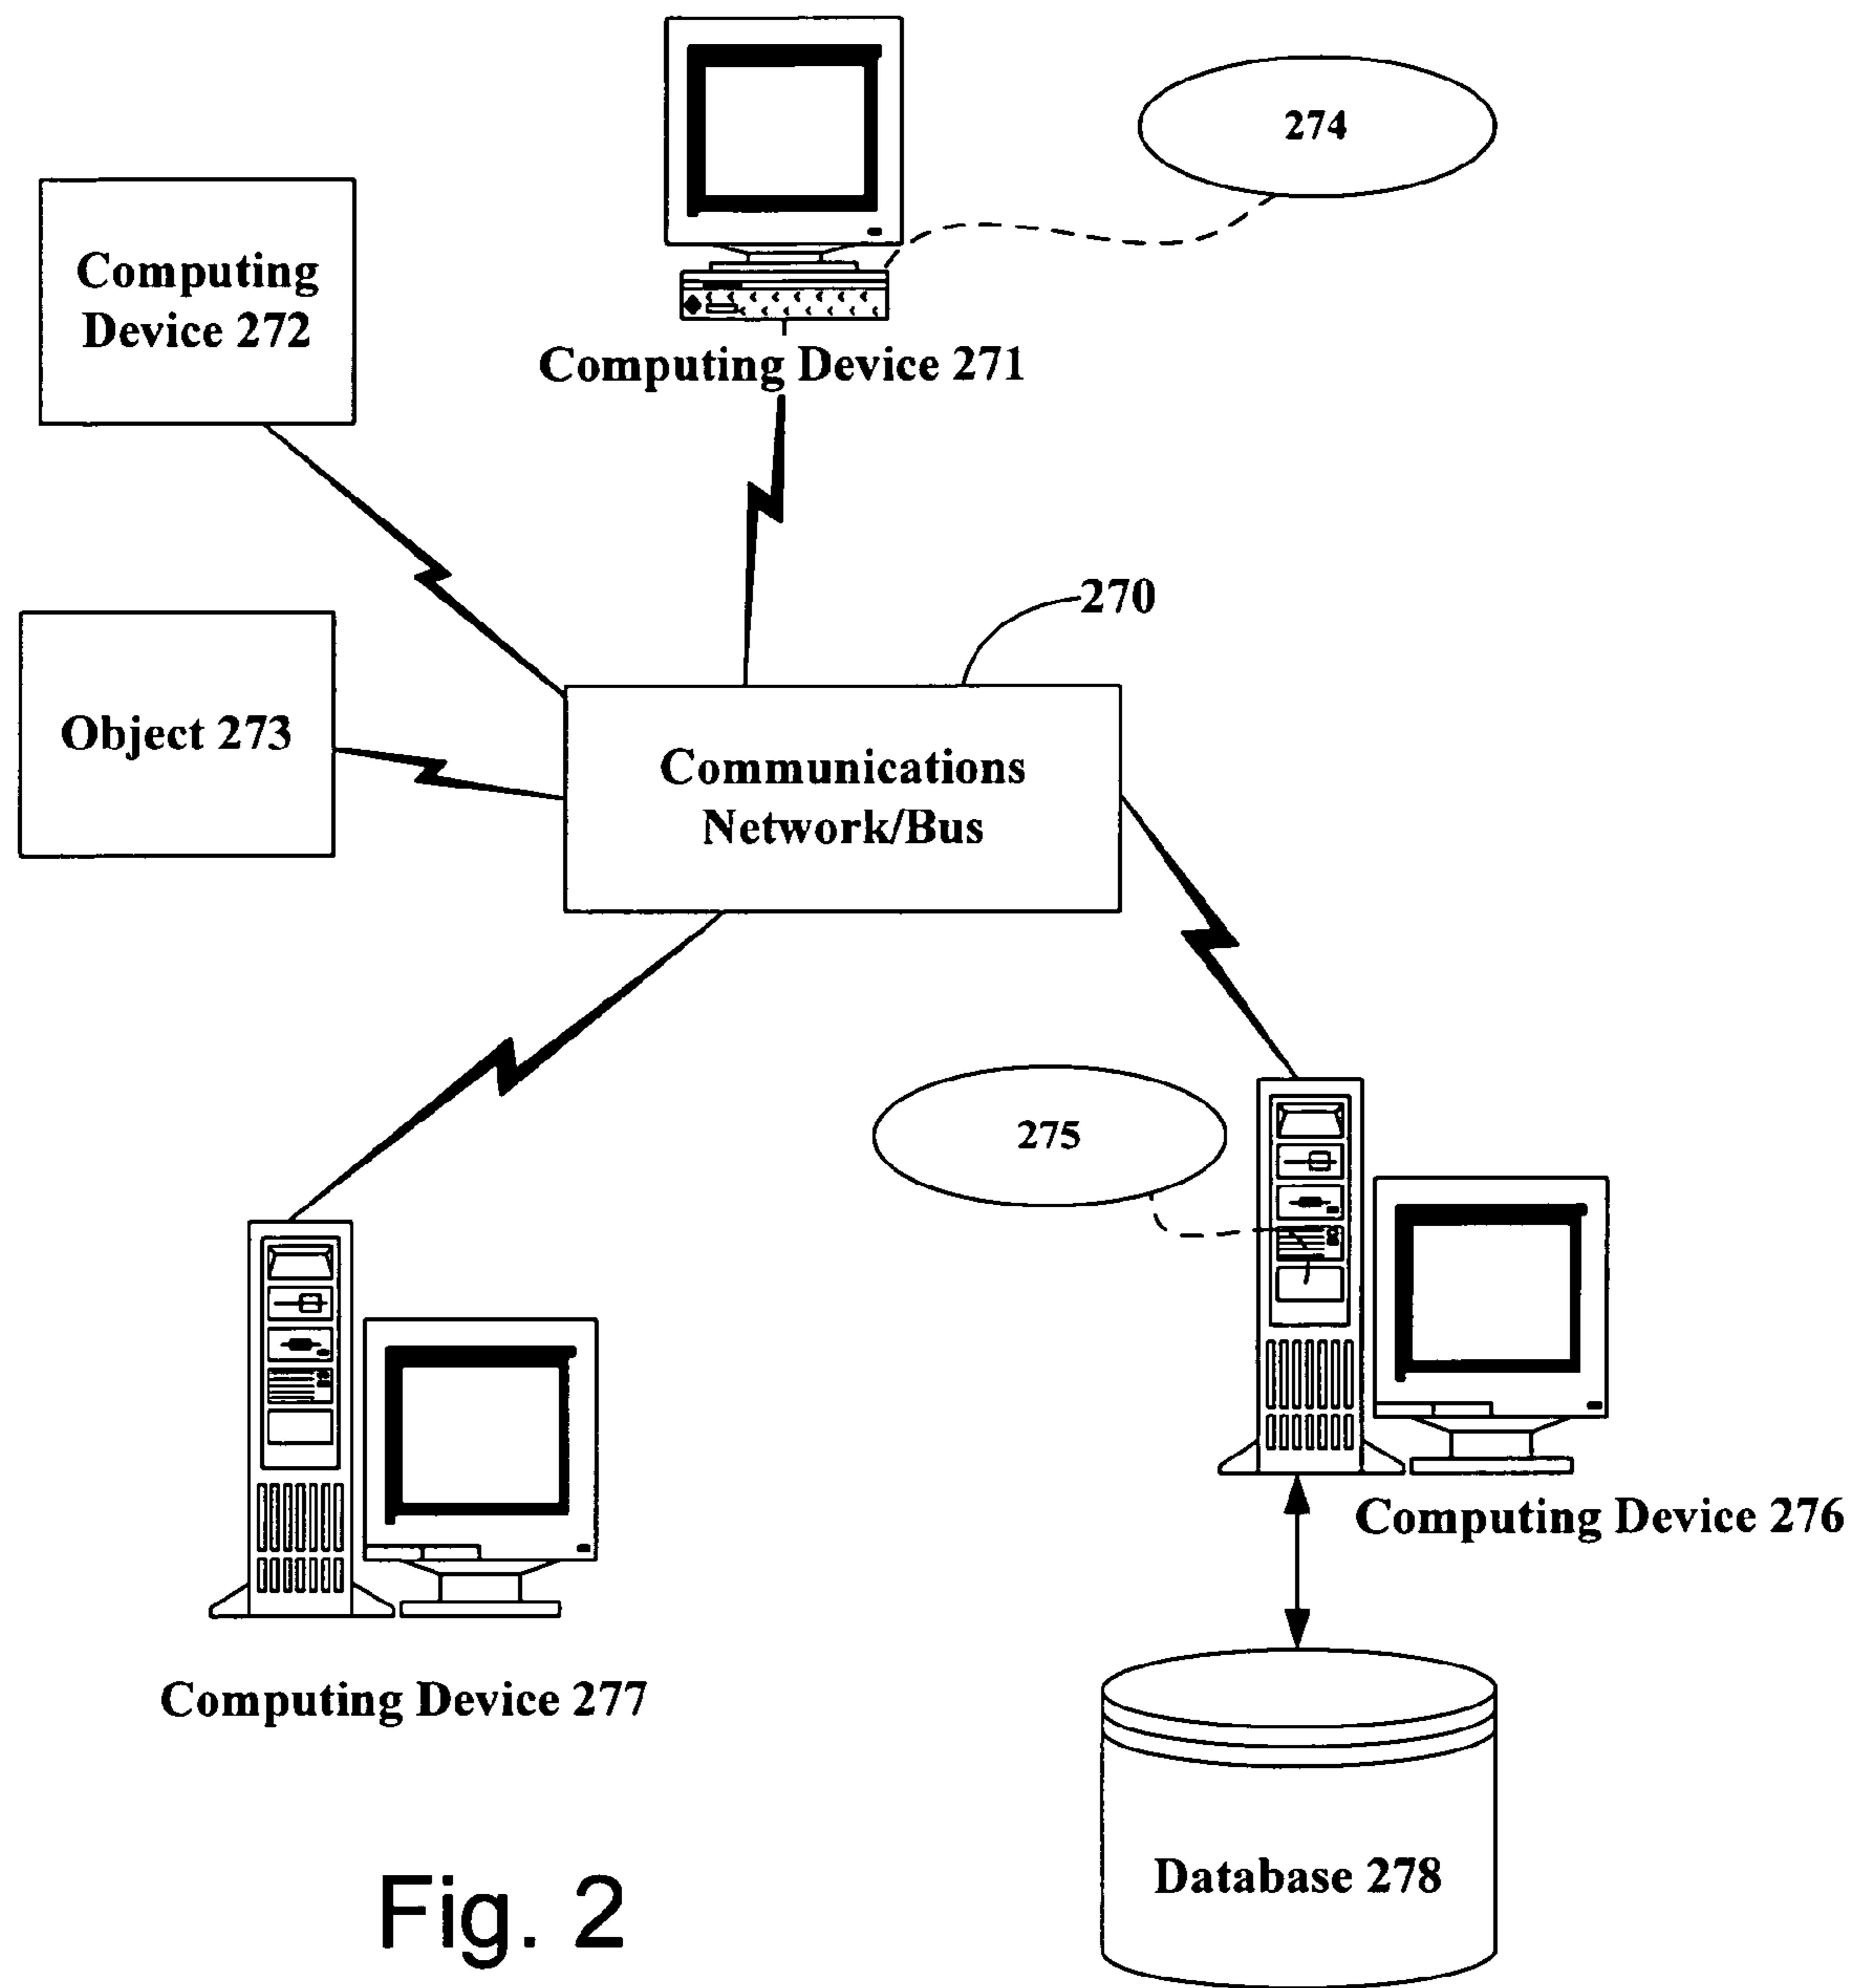 274
Computing
Device 272
Computing Device 271
270
Object 273
Communications
Network/Bus
275
Computing Device 276
Computing Device 277
Database 278
Fig. 2